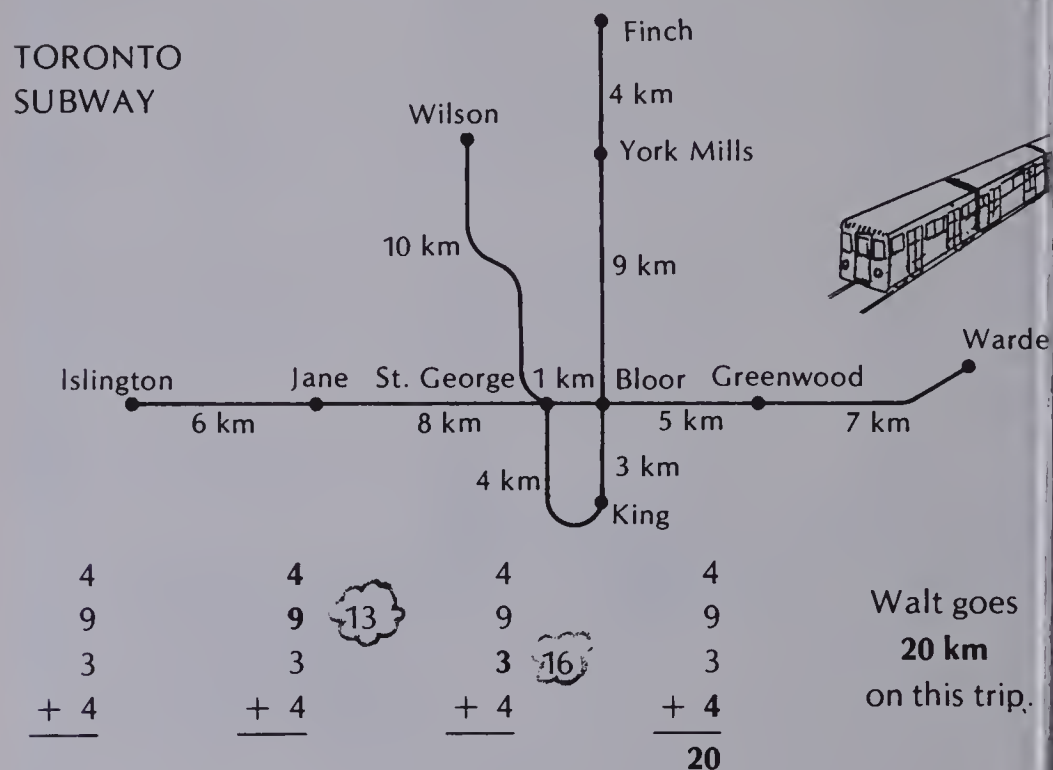 TORONTO
SUBWAY
Finch
4 km
Wilson
York Mills
10 km
9 km
Warde
Islington Jane St. George 1 km Bloor Greenwood
6 km 8 km 5 km 7 km
4 km 3 km
King
4 4 4 4
9 9 13 9 9
3 3 3 16 3
+ 4 + 4 + 4 + 4
20
Walt goes
20 km
on this trip.